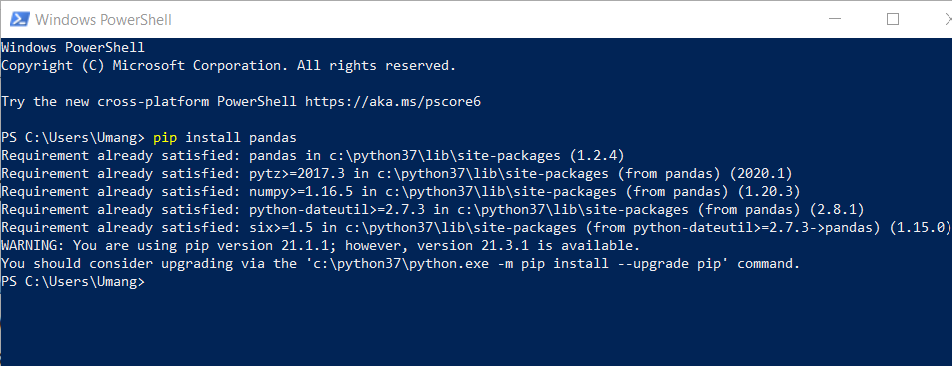 Windows PowerShell
Windows PowerShell
Copyright (C) Microsoft Corporation. All rights reserved.
Try the new cross-platform PowerShell https://aka.ms/pscore6
PS C:\Users\Umang> pip install pandas
Requirement already satisfied: pandas in c:\python37\lib\site-packages (1.2.4)
Requirement already satisfied: pytz>=2017.3 in c:\python37\lib\site-packages (from pandas) (2020.1)
Requirement already satisfied: numpy>=1.16.5 in c:\python37\lib\site-packages (from pandas) (1.20.3)
Requirement already satisfied: python-dateutil>=2.7.3 in c:\python37\lib\site-packages (from pandas) (2.8.1)
Requirement already satisfied: six>=1.5 in c:\python37\lib\site-packages (from python-dateutil>=2.7.3->pandas) (1.15.0)
WARNING: You are using pip version 21.1.1; however, version 21.3.1 is available.
You should consider upgrading via the 'c:\python37\python.exe -m pip install --upgrade pip' command.
PS C:\Users\Umang>